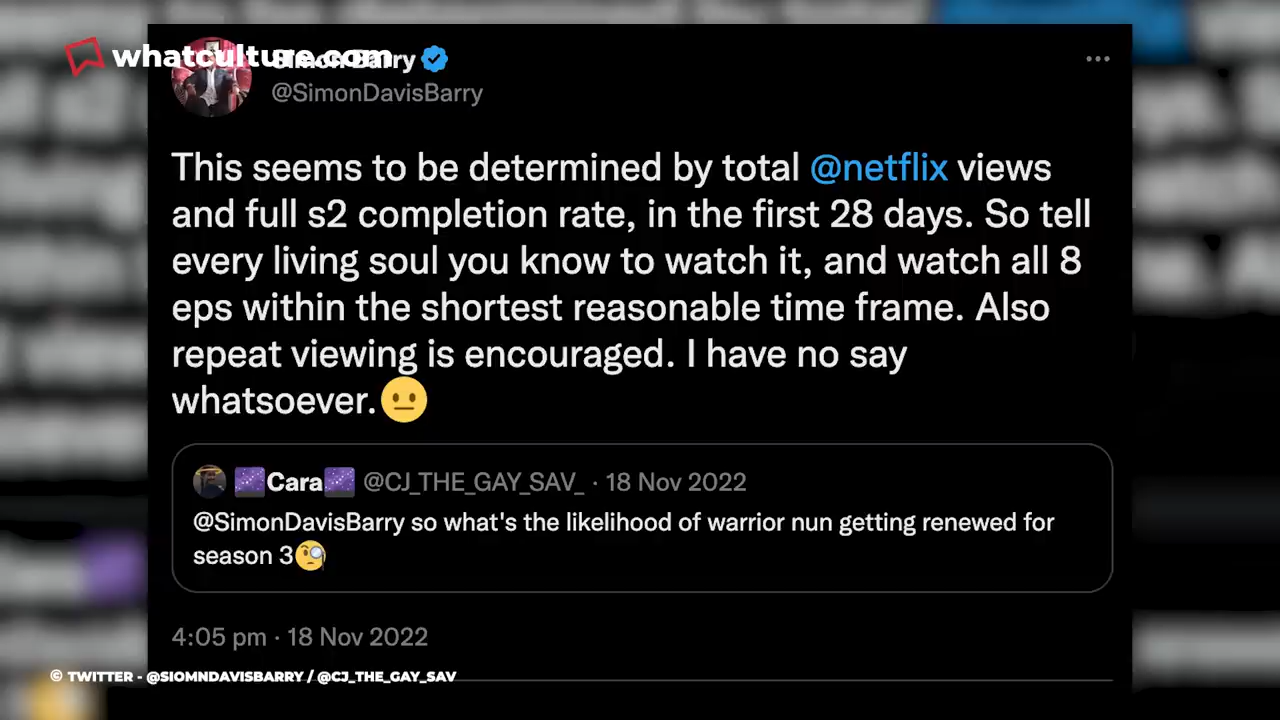 whatculture.com
Simon Barry
@SimonDavisBarry
This seems to be determined by total @netflix views
and full s2 completion rate, in the first 28 days. So tell
every living soul you know to watch it, and watch all 8
eps within the shortest reasonable time frame. Also
repeat viewing is encouraged. I have no say
whatsoever.😐
🌌Cara🌌 @CJ_THE_GAY_SAV_ · 18 Nov 2022
@SimonDavisBarry so what's the likelihood of warrior nun getting renewed for
season 3🧐
4:05 pm · 18 Nov 2022
© TWITTER - @SIOMNDAVISBARRY / @CJ_THE_GAY_SAV